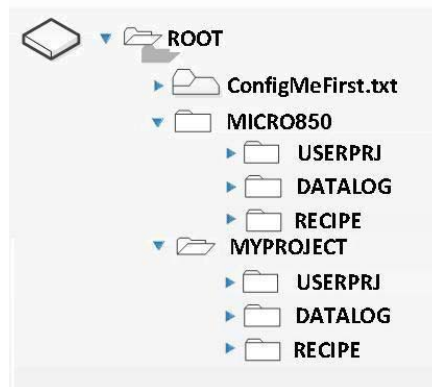 ROOT
ConfigMeFirst.txt
MICRO850
USERPRJ
DATALOG
RECIPE
MYPROJECT
USERPRJ
DATALOG
RECIPE